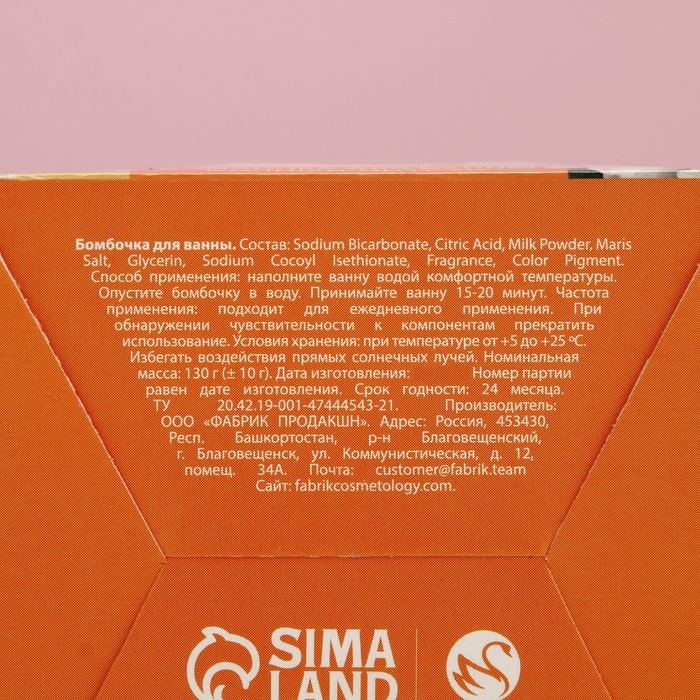 Бомбочка для ванны. Состав: Sodium Bicarbonate, Citric Acid, Milk Powder, Maris
Salt, Glycerin, Sodium Cocoyl Isethionate, Fragrance, Color Pigment.
Способ применения: наполните ванну водой комфортной температуры.
Опустите бомбочку в воду. Принимайте ванну 15-20 минут. Частота
применения: подходит для ежедневного применения. При
обнаружении чувствительности к компонентам прекратить
использование. Условия хранения: при температуре от +5 до +25 ºС.
Избегать воздействия прямых солнечных лучей. Номинальная
масса: 130 г (± 10 г). Дата изготовления: Номер партии
равен дате изготовления. Срок годности: 24 месяца.
ТУ 20.42.19-001-47444543-21. Производитель:
ООО «ФАБРИК ПРОДАКШН». Адрес: Россия, 453430,
Респ. Башкортостан, р-н Благовещенский,
г. Благовещенск, ул. Коммунистическая, д. 12,
помещ. 34А. Почта: customer@fabrik.team
Сайт: fabrikcosmetology.com.
SIMA
LAND